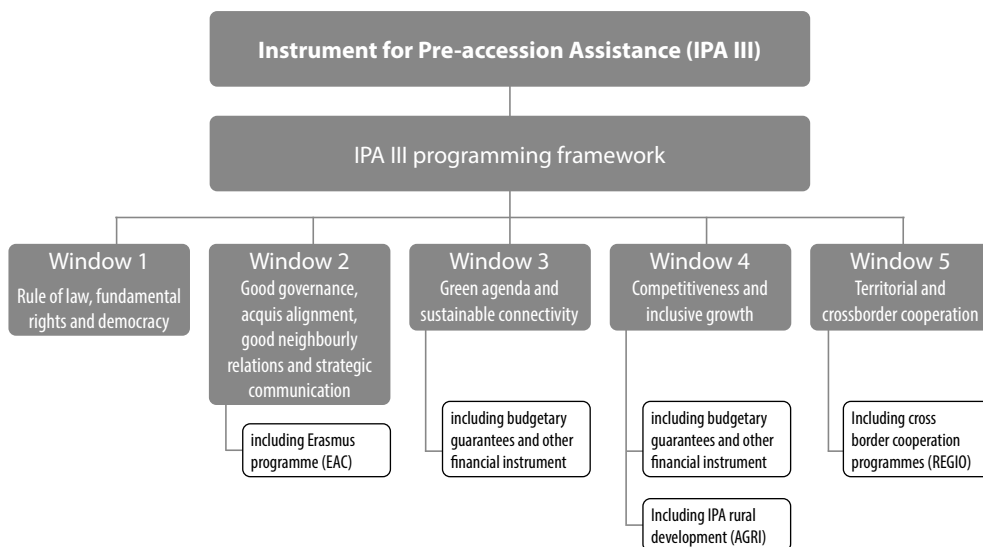 Instrument for Pre-accession Assistance (IPA III)
IPA III programming framework
Window 1
Rule of law, fundamental
rights and democracy
Window 2
Good governance,
acquis alignment,
good neighbourly
relations and strategic
communication
including Erasmus
programme (EAC)
Window 3
Green agenda and
sustainable connectivity
including budgetary
guarantees and other
financial instrument
Window 4
Competitiveness and
inclusive growth
including budgetary
guarantees and other
financial instrument
Including IPA rural
development (AGRI)
Window 5
Territorial and
crossborder cooperation
Including cross
border cooperation
programmes (REGIO)